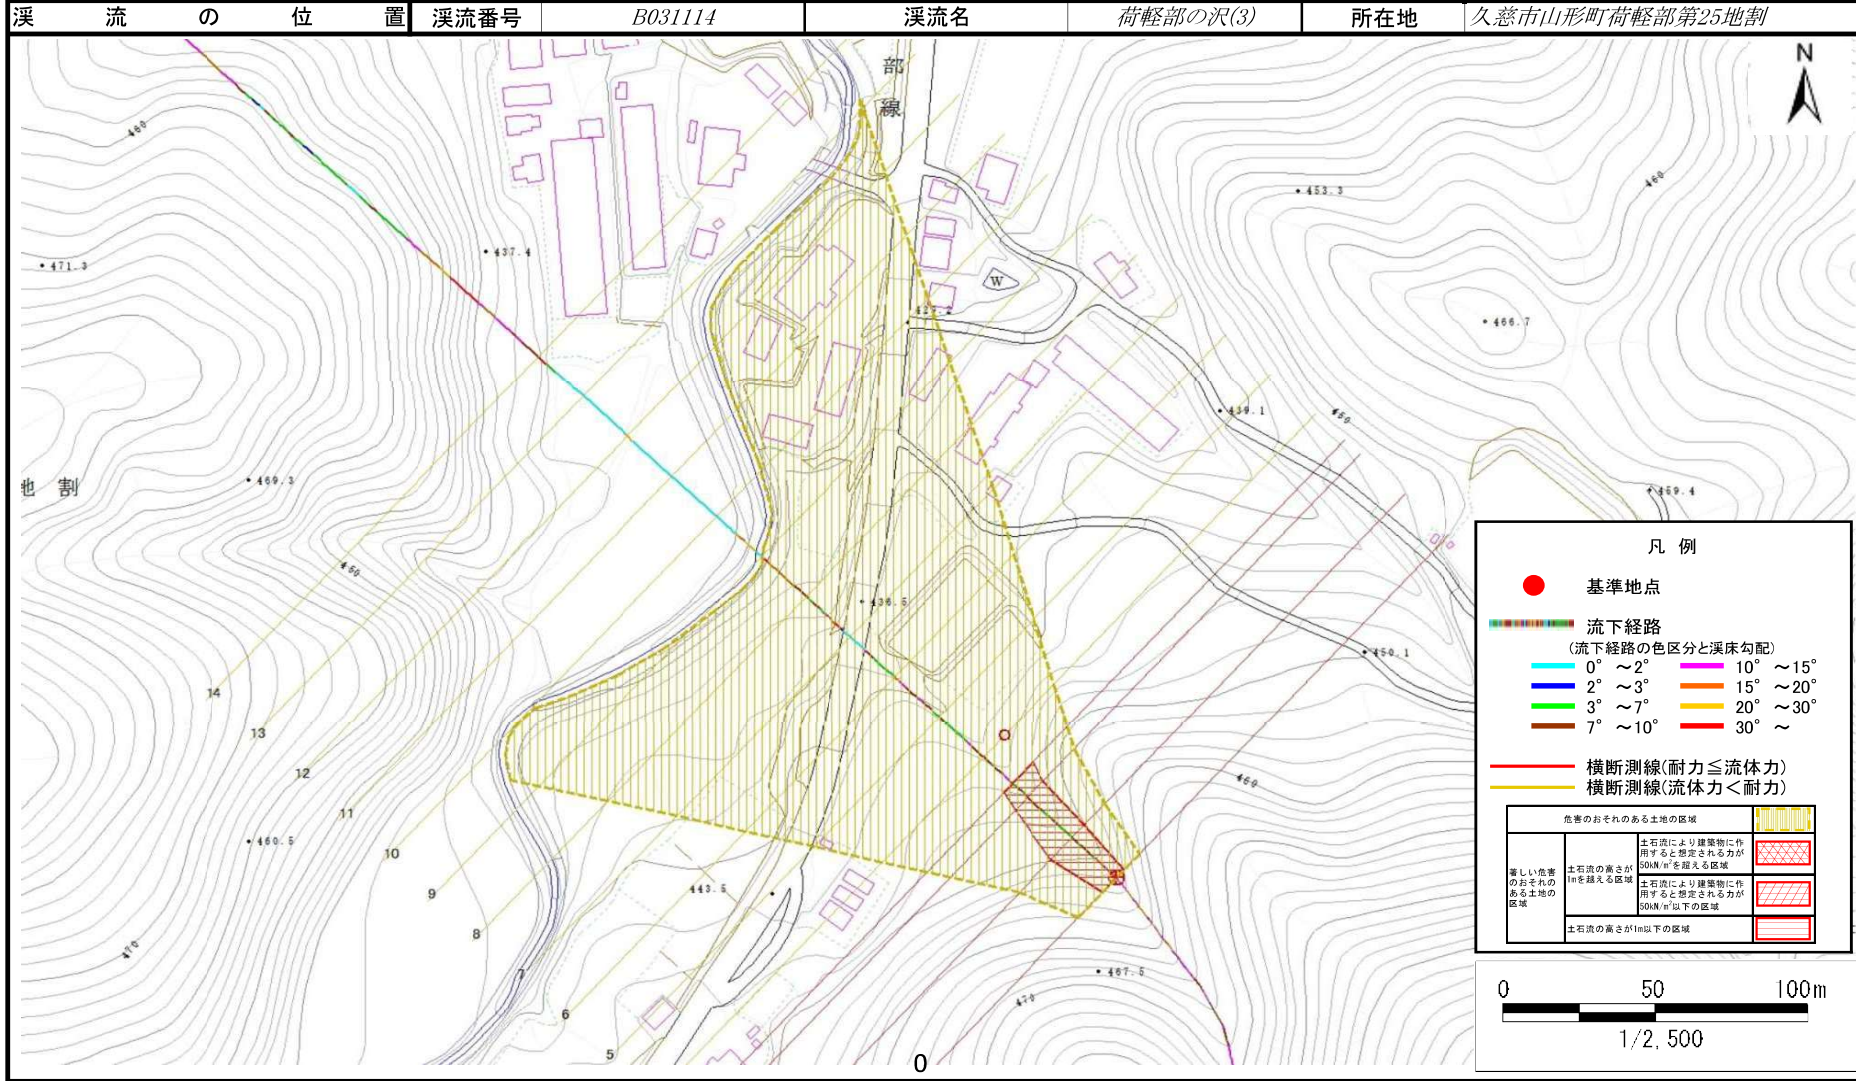 渓流の位置 渓流番号 B031114 渓流名 荷軽部の沢(3) 所在地 久慈市山形町荷軽部第25地割
部
線
N
460
453.3
460
437.4
471.3
W
427.2
466.7
439.1
450
469.3
地割
459.4
460
436.5
450.1
14
13
12
11
10
9
8
7
6
5
0
460
460.5
443.5
467.5
470
470
凡例
基準地点
流下経路
(流下経路の色区分と渓床勾配)
0° ～2° 10° ～15°
2° ～3° 15° ～20°
3° ～7° 20° ～30°
7° ～10° 30° ～
横断測線(耐力≦流体力)
横断測線(流体力＜耐力)
危害のおそれのある土地の区域
著しい危害
のおそれの
ある土地の
区域
土石流の高さが
1mを越える区域
土石流により建築物に作
用すると想定される力が
50kN/m²を超える区域
土石流により建築物に作
用すると想定される力が
50kN/m²以下の区域
土石流の高さが1m以下の区域
0 50 100m
1/2,500